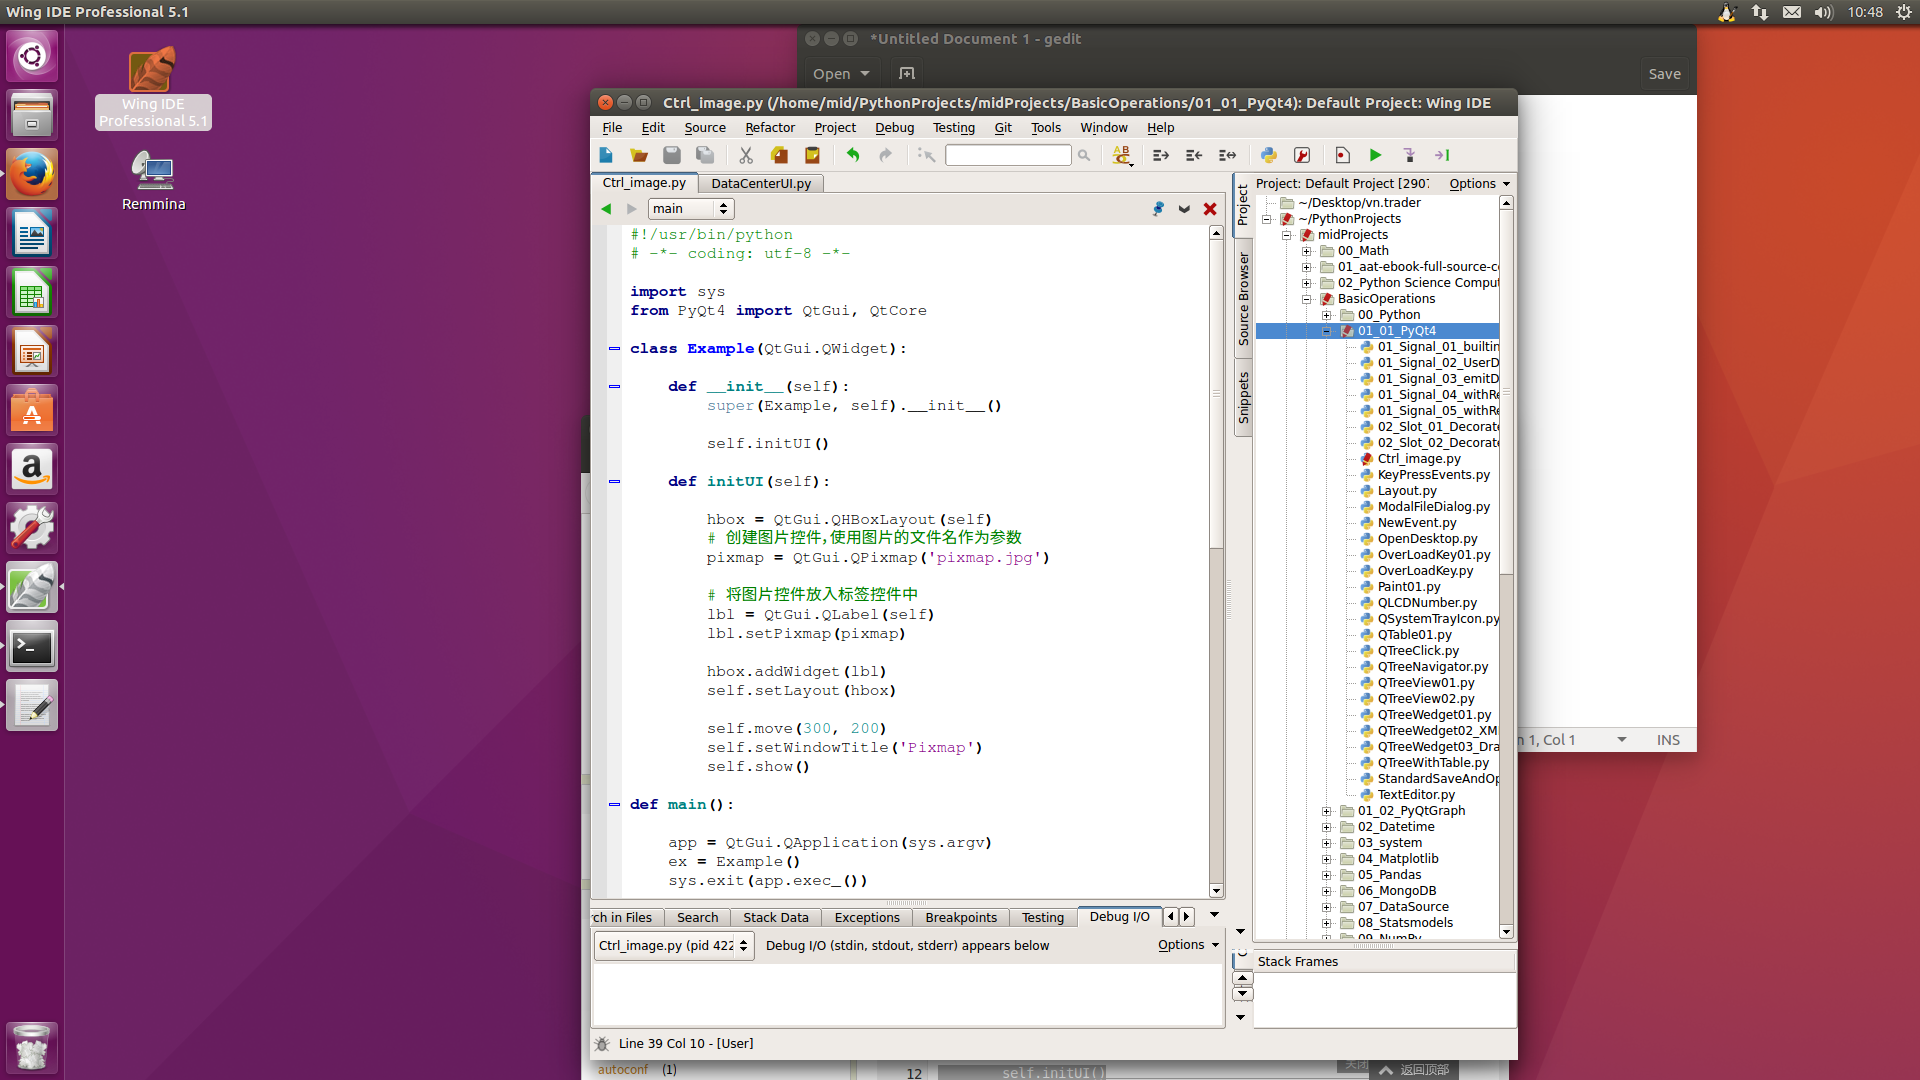 Wing IDE Professional 5.1
10:48
Wing IDE
Professional 5.1
Remmina
*Untitled Document 1 - gedit
Open
Save
Ctrl_image.py (/home/mid/PythonProjects/midProjects/BasicOperations/01_01_PyQt4): Default Project: Wing IDE
File Edit Source Refactor Project Debug Testing Git Tools Window Help
Ctrl_image.py DataCenterUI.py
main
#!/usr/bin/python
# -*- coding: utf-8 -*-
import sys
from PyQt4 import QtGui, QtCore
class Example(QtGui.QWidget):
def __init__(self):
super(Example, self).__init__()
self.initUI()
def initUI(self):
hbox = QtGui.QHBoxLayout(self)
# 创建图片控件,使用图片的文件名作为参数
pixmap = QtGui.QPixmap('pixmap.jpg')
# 将图片控件放入标签控件中
lbl = QtGui.QLabel(self)
lbl.setPixmap(pixmap)
hbox.addWidget(lbl)
self.setLayout(hbox)
self.move(300, 200)
self.setWindowTitle('Pixmap')
self.show()
def main():
app = QtGui.QApplication(sys.argv)
ex = Example()
sys.exit(app.exec_())
Project
Source Browser
Snippets
Project: Default Project [290 Options
~/Desktop/vn.trader
~/PythonProjects
midProjects
00_Math
01_aat-ebook-full-source-c
02_Python Science Comput
BasicOperations
00_Python
01_01_PyQt4
01_Signal_01_builtin
01_Signal_02_UserD
01_Signal_03_emitD
01_Signal_04_withRe
01_Signal_05_withRe
02_Slot_01_Decorate
02_Slot_02_Decorate
Ctrl_image.py
KeyPressEvents.py
Layout.py
ModalFileDialog.py
NewEvent.py
OpenDesktop.py
OverLoadKey01.py
OverLoadKey.py
Paint01.py
QLCDNumber.py
QSystemTrayIcon.py
QTable01.py
QTreeClick.py
QTreeNavigator.py
QTreeView01.py
QTreeView02.py
QTreeWedget01.py
QTreeWedget02_XM
QTreeWedget03_Dra
QTreeWithTable.py
StandardSaveAndOp
TextEditor.py
01_02_PyQtGraph
02_Datetime
03_system
04_Matplotlib
05_Pandas
06_MongoDB
07_DataSource
08_Statsmodels
09_NumPy
n 1, Col 1 INS
rch in Files Search Stack Data Exceptions Breakpoints Testing Debug I/O
Ctrl_image.py (pid 422 Debug I/O (stdin, stdout, stderr) appears below Options
Stack Frames
Line 39 Col 10 - [User]
autoconf (1)
12 self.initUI()
关闭
返回顶部